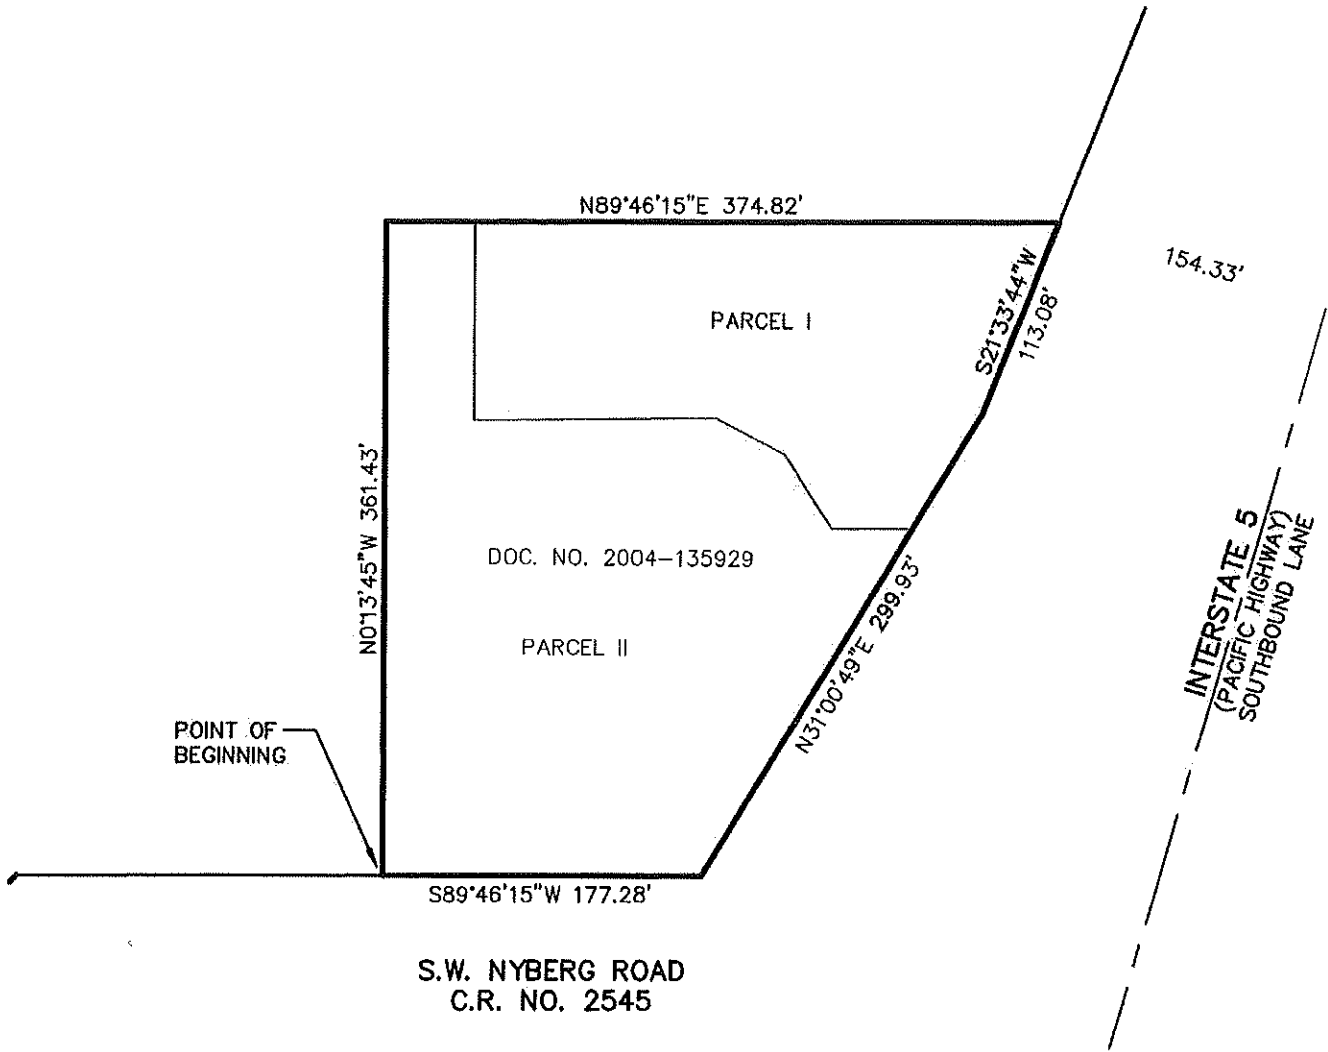 N89°46'15"E 374.82'
154.33'
S21°33'44"W
113.08'
PARCEL I
N0°13'45"W 361.43'
DOC. NO. 2004-135929
INTERSTATE 5
(PACIFIC HIGHWAY)
SOUTHBOUND LANE
N31°00'49"E 299.93'
PARCEL II
POINT OF
BEGINNING
S89°46'15"W 177.28'
S.W. NYBERG ROAD
C.R. NO. 2545